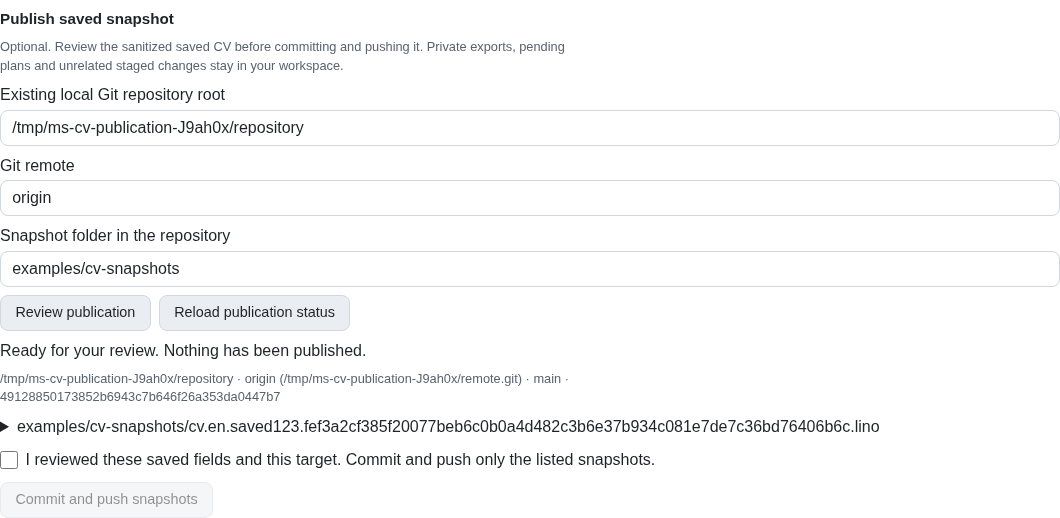 Publish saved snapshot
Optional. Review the sanitized saved CV before committing and pushing it. Private exports, pending
plans and unrelated staged changes stay in your workspace.
Existing local Git repository root
/tmp/ms-cv-publication-J9ah0x/repository
Git remote
origin
Snapshot folder in the repository
examples/cv-snapshots
Review publication Reload publication status
Ready for your review. Nothing has been published.
/tmp/ms-cv-publication-J9ah0x/repository · origin (/tmp/ms-cv-publication-J9ah0x/remote.git) · main ·
49128850173852b6943c7b646f26a353da0447b7
examples/cv-snapshots/cv.en.saved123.fef3a2cf385f20077beb6c0b0a4d482c3b6e37b934c081e7de7c36bd76406b6c.lino
I reviewed these saved fields and this target. Commit and push only the listed snapshots.
Commit and push snapshots